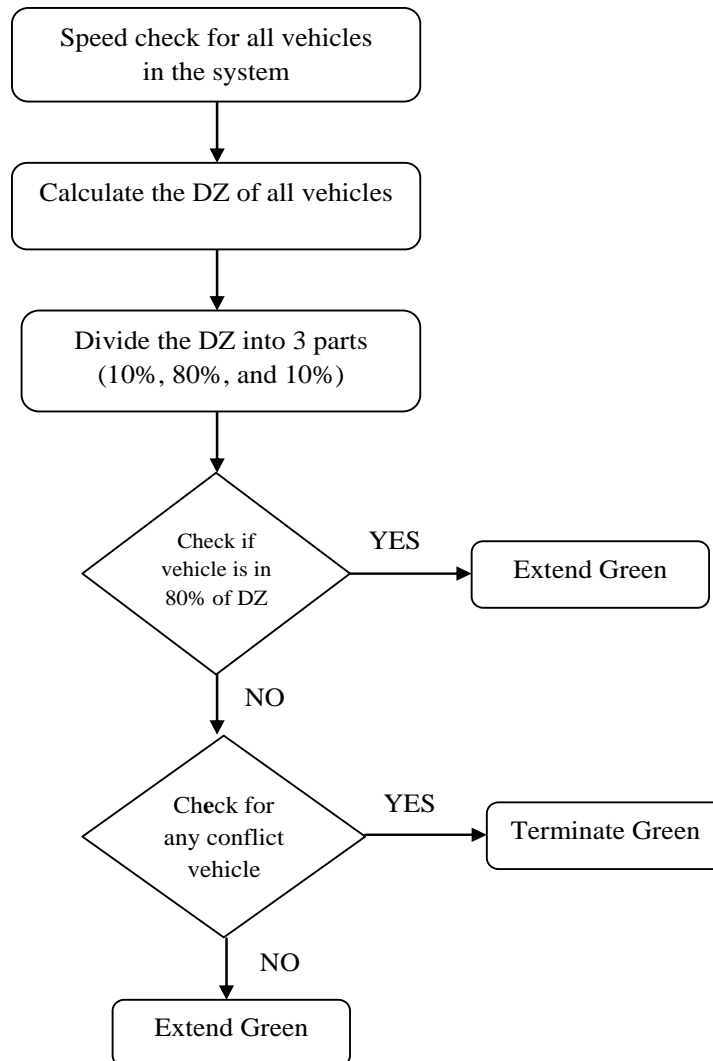 Speed check for all vehicles
in the system
Calculate the DZ of all vehicles
Divide the DZ into 3 parts
(10%, 80%, and 10%)
Check if
vehicle is in
80% of DZ
YES
Extend Green
NO
Check for
any conflict
vehicle
YES
Terminate Green
NO
Extend Green